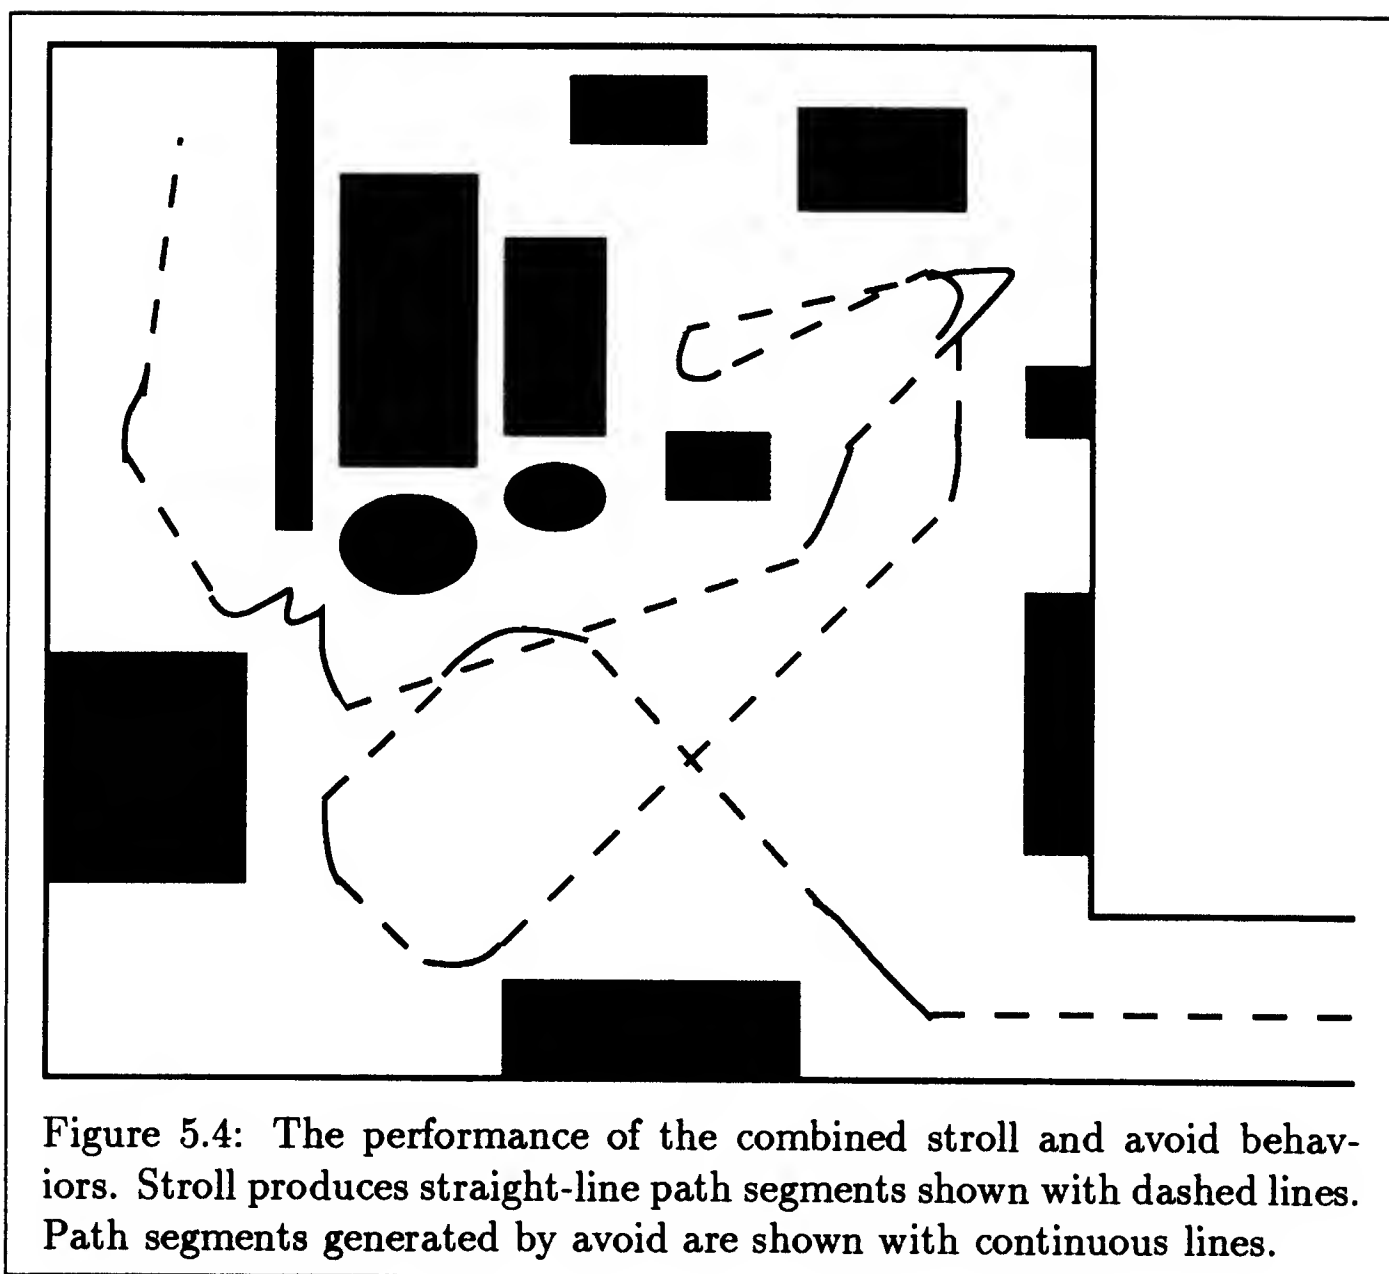 Figure 5.4: The performance of the combined stroll and avoid behav-
iors. Stroll produces straight-line path segments shown with dashed lines.
Path segments generated by avoid are shown with continuous lines.